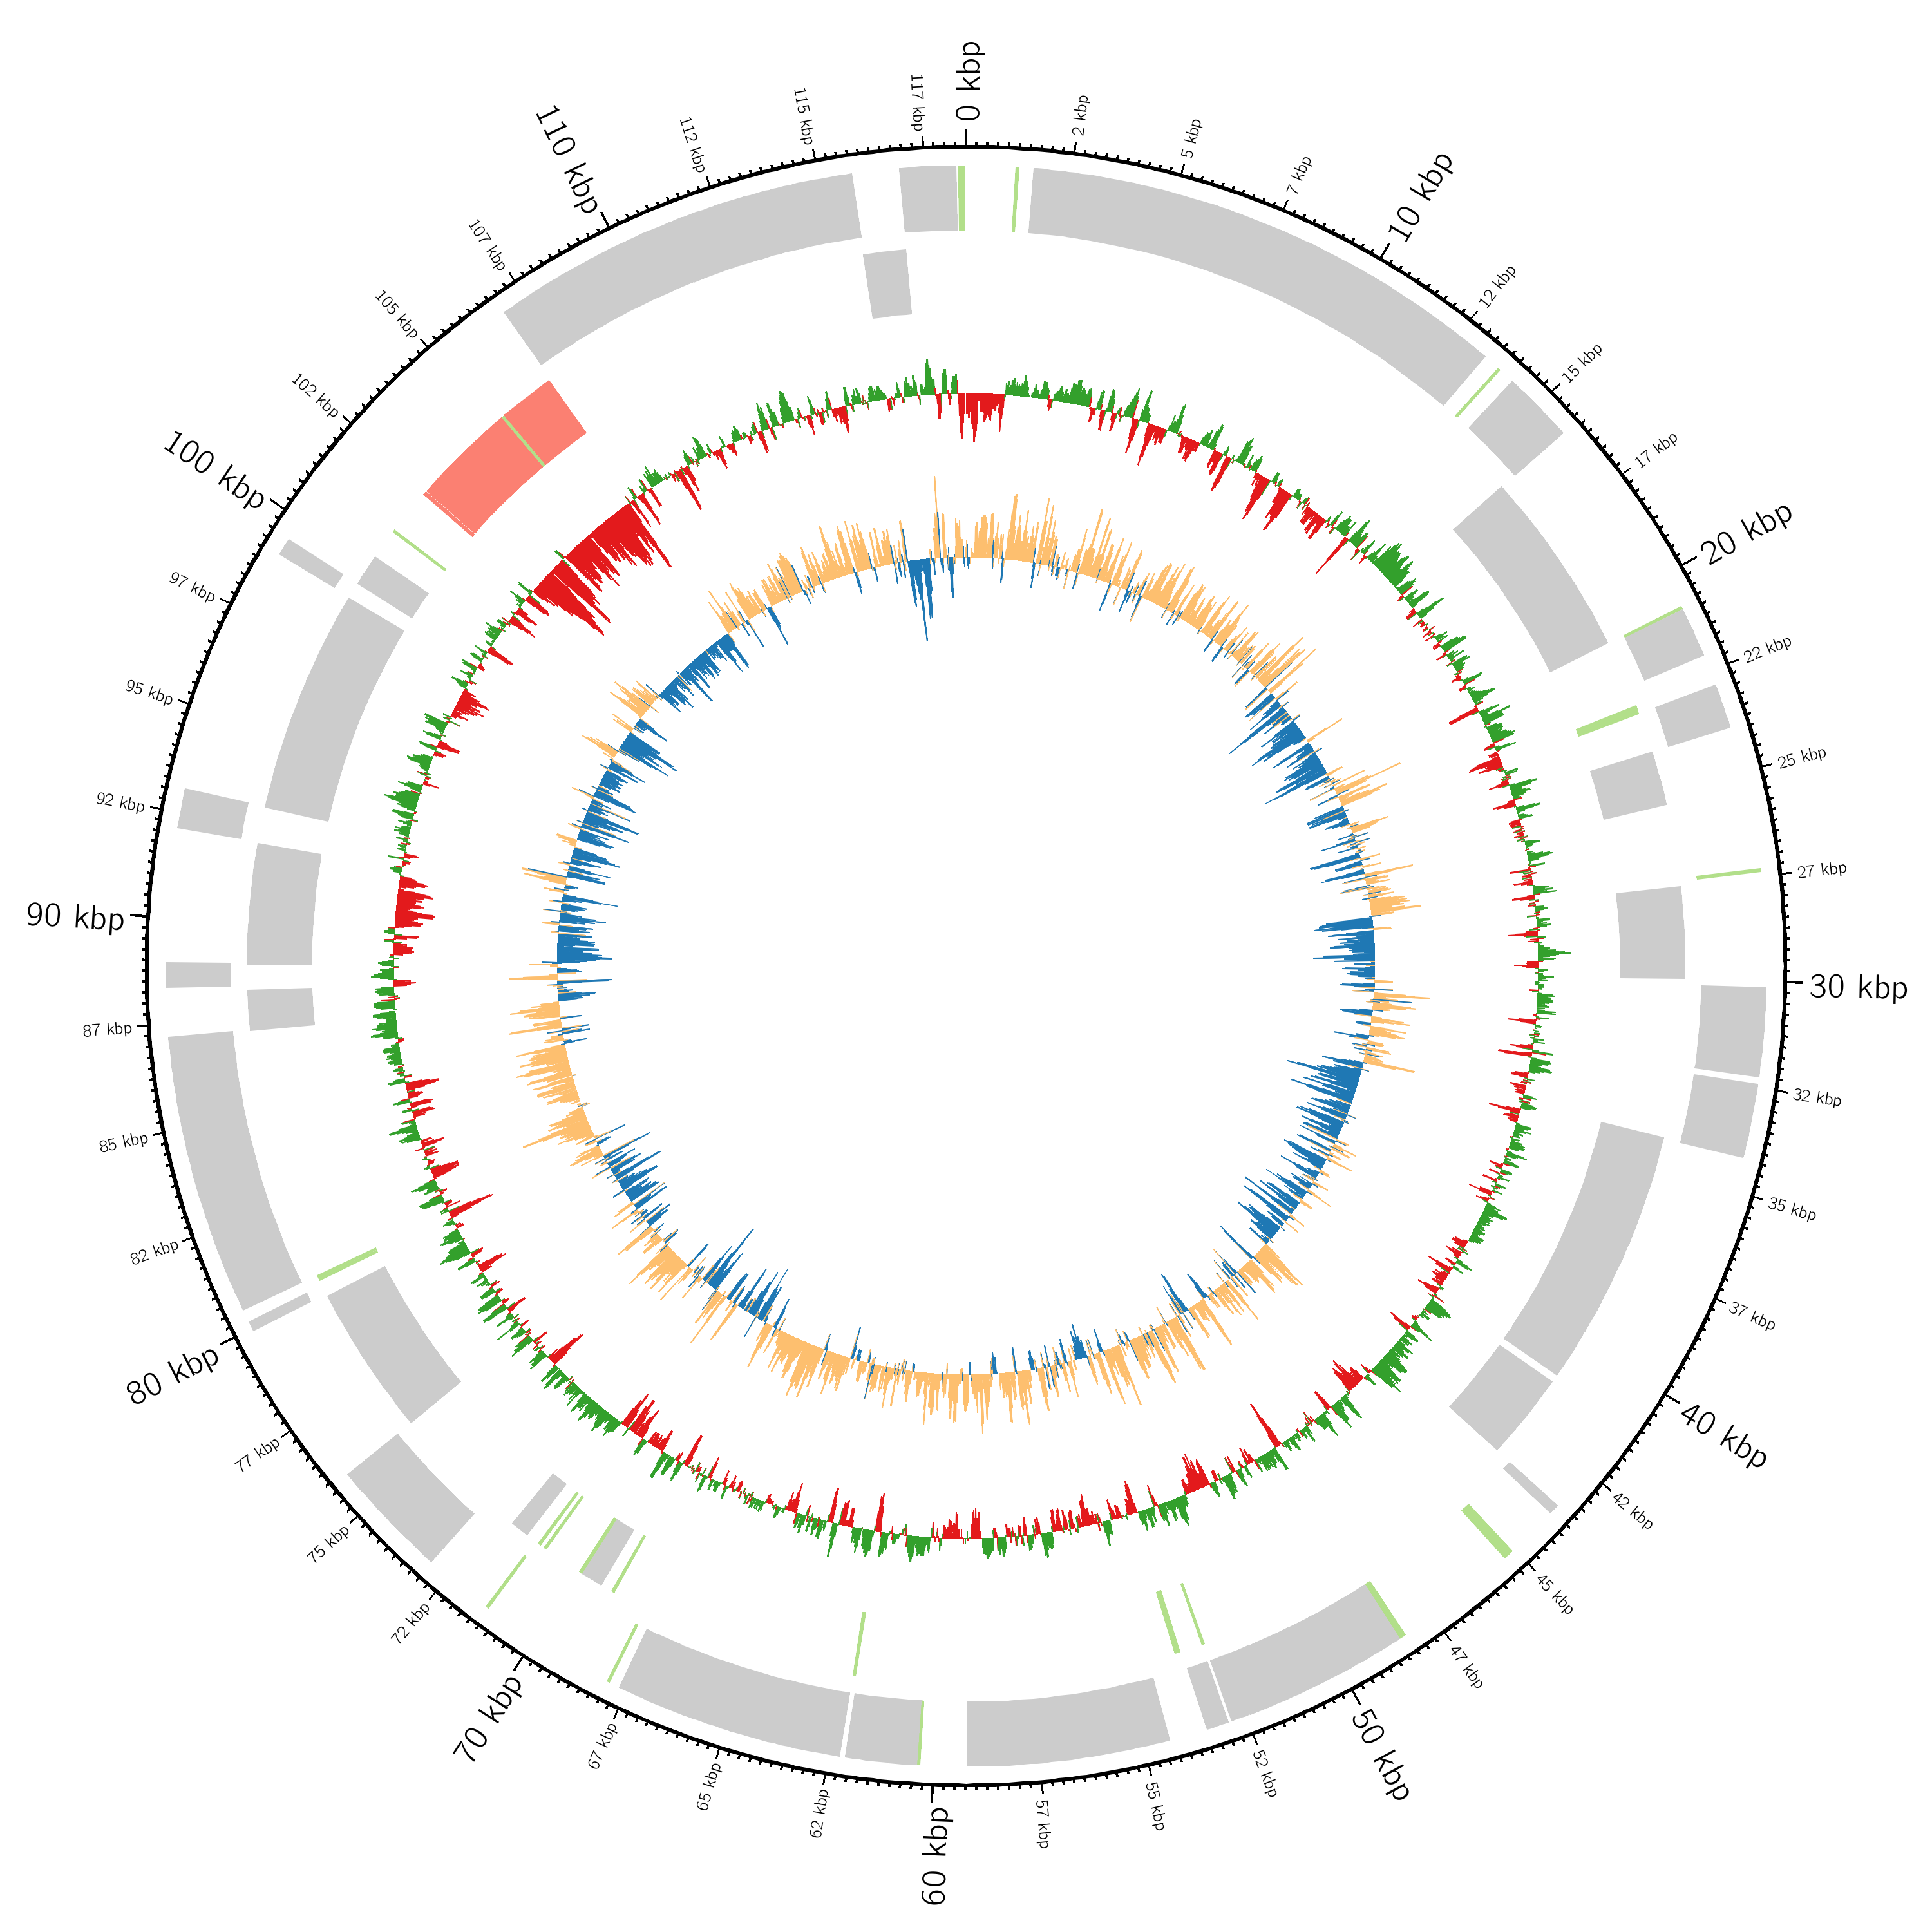 0 kbp
2 kbp
5 kbp
7 kbp
10 kbp
12 kbp
15 kbp
17 kbp
20 kbp
22 kbp
25 kbp
27 kbp
30 kbp
32 kbp
35 kbp
37 kbp
40 kbp
42 kbp
45 kbp
47 kbp
50 kbp
52 kbp
55 kbp
57 kbp
60 kbp
62 kbp
65 kbp
67 kbp
70 kbp
72 kbp
75 kbp
77 kbp
80 kbp
82 kbp
85 kbp
87 kbp
90 kbp
92 kbp
95 kbp
97 kbp
100 kbp
102 kbp
105 kbp
107 kbp
110 kbp
112 kbp
115 kbp
117 kbp